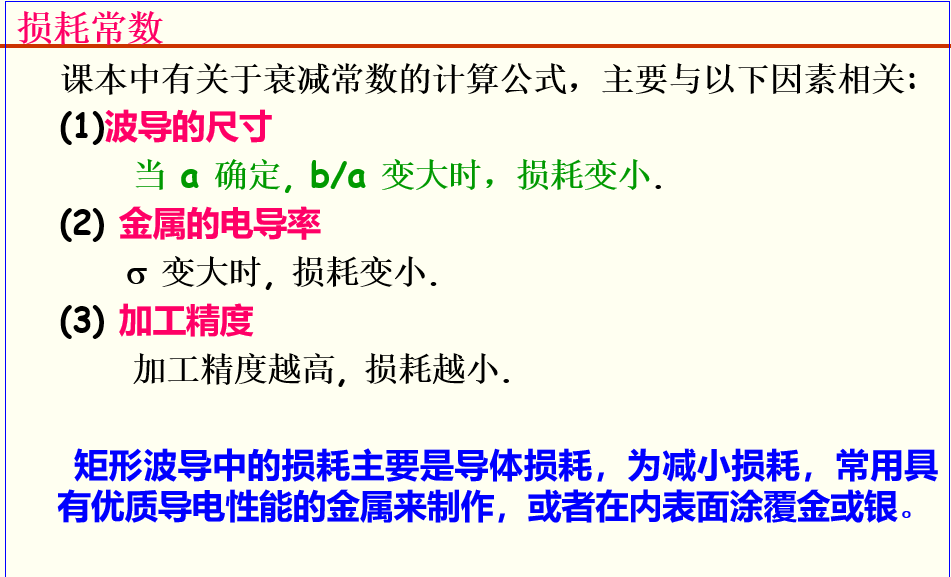 损耗常数
课本中有关于衰减常数的计算公式，主要与以下因素相关:
(1)波导的尺寸
当 a 确定, b/a 变大时，损耗变小.
(2) 金属的电导率
σ 变大时, 损耗变小.
(3) 加工精度
加工精度越高, 损耗越小.
矩形波导中的损耗主要是导体损耗，为减小损耗，常用具
有优质导电性能的金属来制作，或者在内表面涂覆金或银。